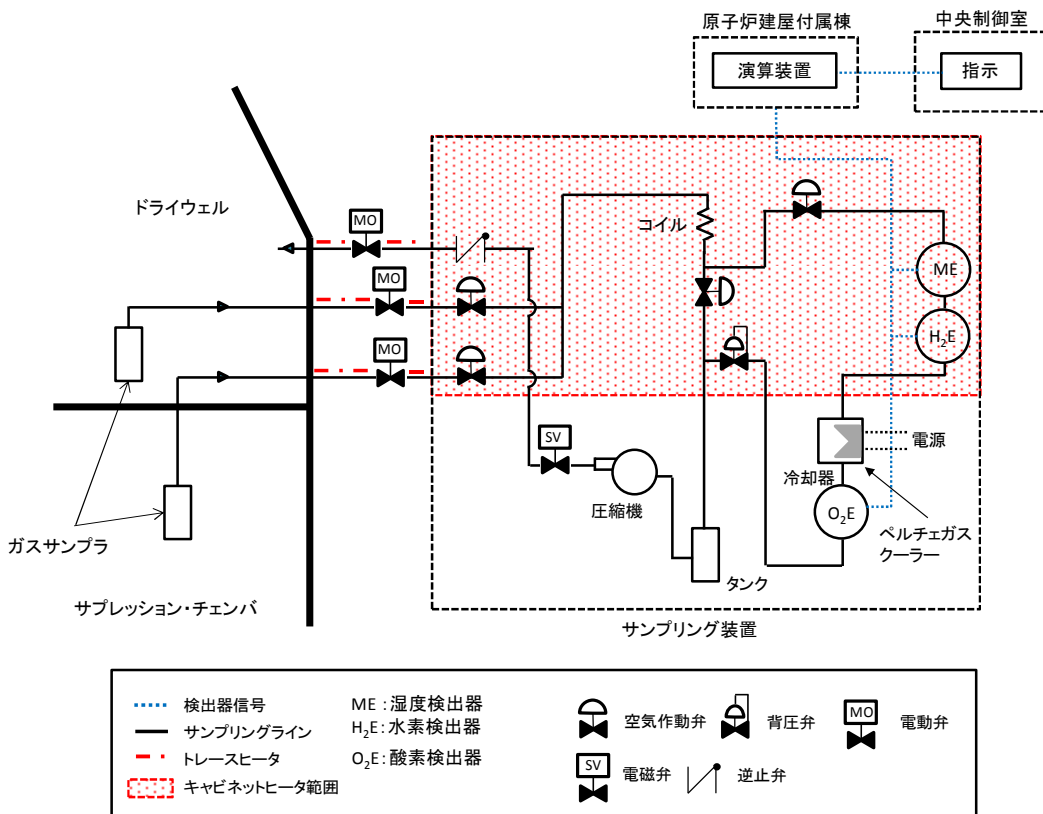 原子炉建屋付属棟
中央制御室
演算装置
指示
ドライウェル
MO
コイル
ME
MO
H₂E
MO
SV
電源
冷却器
圧縮機
O₂E
ペルチェガス
クーラー
ガスサンプラ
タンク
サプレッション・チェンバ
サンプリング装置
検出器信号
サンプリングライン
トレースヒータ
キャビネットヒータ範囲
ME:湿度検出器
H₂E:水素検出器
O₂E:酸素検出器
空気作動弁
背圧弁
MO
電動弁
SV
電磁弁
逆止弁